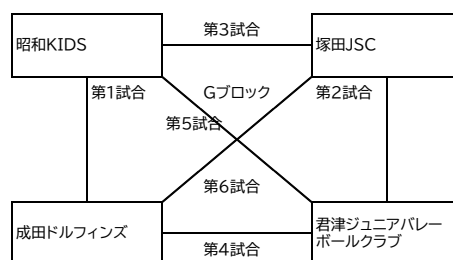 第3試合
昭和KIDS
塚田JSC
第1試合
Gブロック
第2試合
第5試合
第6試合
成田ドルフィンズ
君津ジュニアバレー
ボールクラブ
第4試合